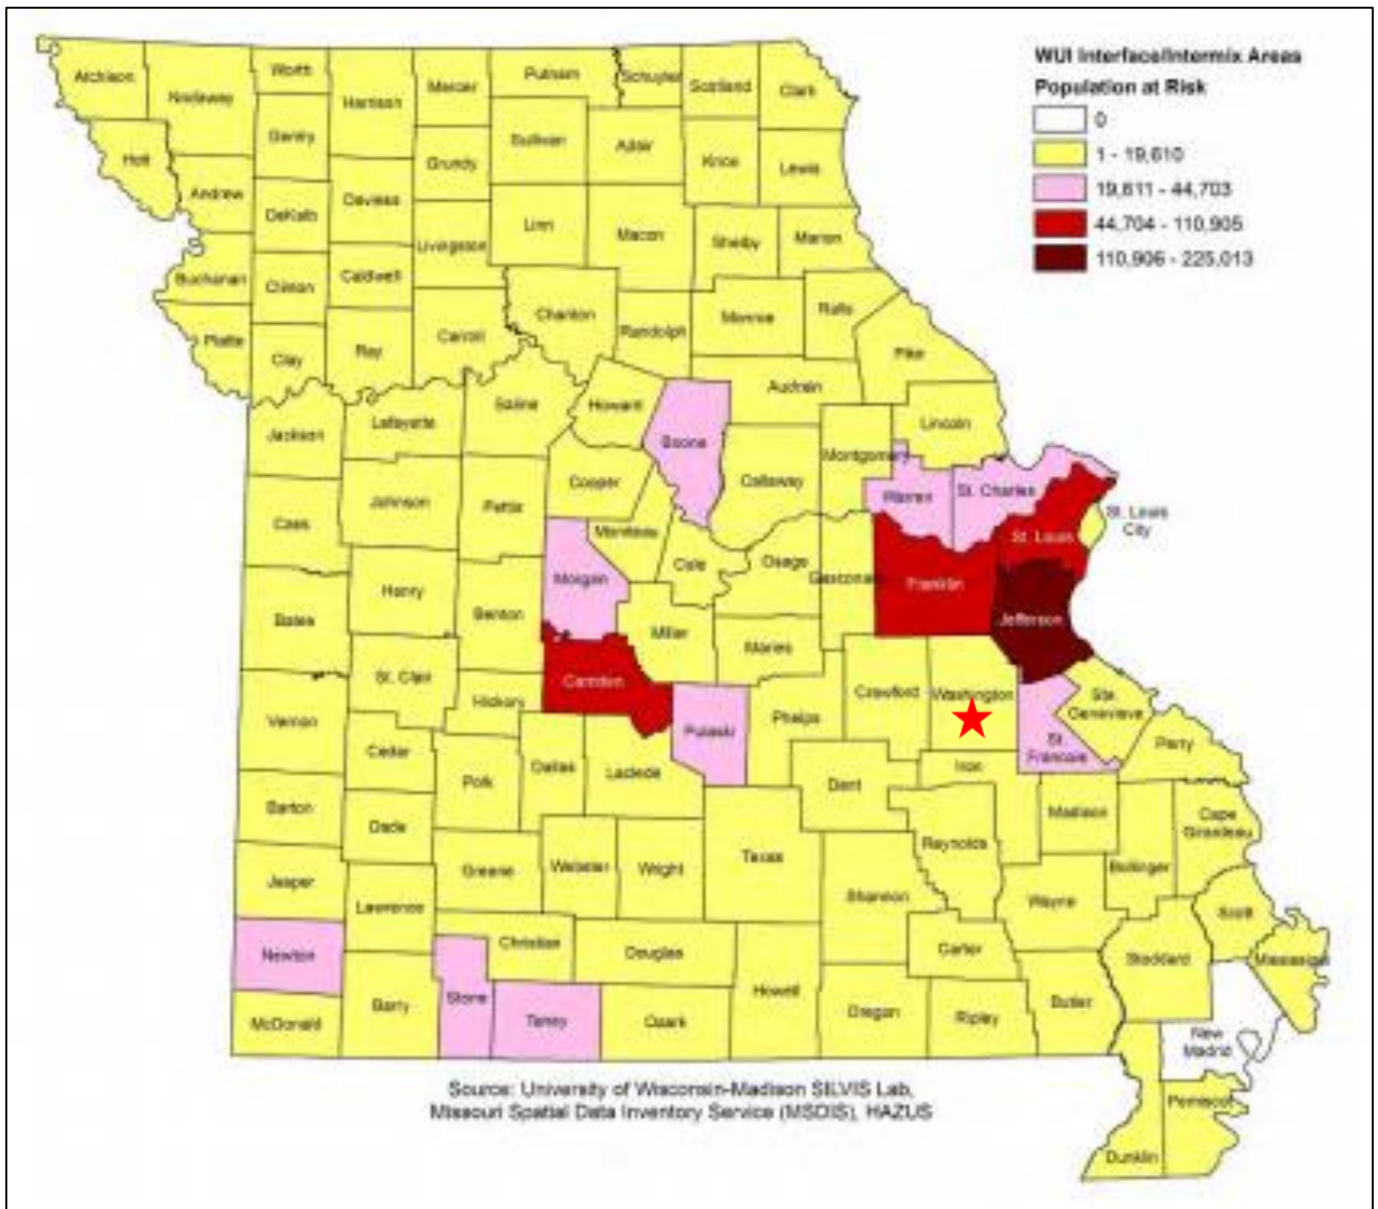 WUI Interface/Intermix Areas
Population at Risk
0
1 - 19,610
19,611 - 44,703
44,704 - 110,905
110,906 - 225,013
Atchison
Nodaway
Worth
Harrison
Mercer
Putnam
Schuyler
Scotland
Clark
Holt
Gentry
Sullivan
Adair
Knox
Lewis
Andrew
Grundy
DeKalb
Daviess
Linn
Macon
Shelby
Marion
Livingston
Buchanan
Clinton
Caldwell
Chariton
Randolph
Monroe
Ralls
Platte
Clay
Ray
Carroll
Pike
Audrain
Saline
Howard
Lincoln
Jackson
Lafayette
Boone
Montgomery
Callaway
Cooper
Warren
St. Charles
Johnson
Pettis
Cass
St. Louis
City
Moniteau
St. Louis
Cole
Osage
Gasconade
Franklin
Morgan
Henry
Benton
Bates
Miller
Jefferson
Maries
St. Clair
Camden
Hickory
Crawford
Washington
Ste.
Genevieve
Vernon
Pulaski
Phelps
St.
Francois
Perry
Cedar
Polk
Dallas
Laclede
Iron
Dent
Barton
Dade
Madison
Cape
Girardeau
Reynolds
Texas
Greene
Webster
Wright
Bollinger
Jasper
Lawrence
Shannon
Wayne
Scott
Newton
Christian
Douglas
Carter
Stoddard
Mississippi
Stone
Barry
Taney
Ozark
Howell
Oregon
Ripley
Butler
McDonald
New
Madrid
Pemiscot
Dunklin
Source: University of Wisconsin-Madison SILVIS Lab,
Missouri Spatial Data Inventory Service (MSDIS), HAZUS